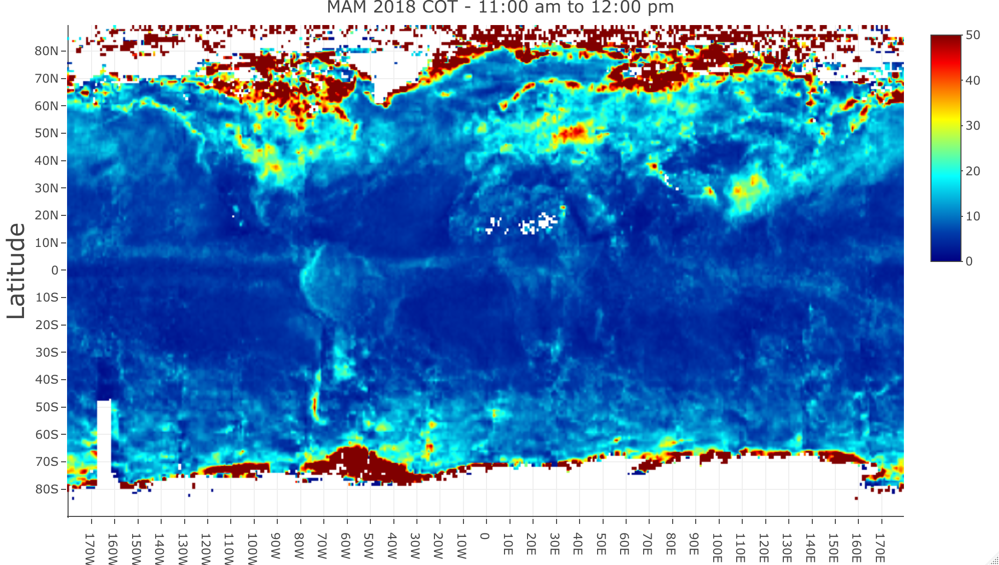 MAM 2018 COT - 11:00 am to 12:00 pm
80N
70N
60N
50N
40N
30N
20N
10N
0
10S
20S
30S
40S
50S
60S
70S
80S
Latitude
170W
160W
150W
140W
130W
120W
110W
100W
90W
80W
70W
60W
50W
40W
30W
20W
10W
0
10E
20E
30E
40E
50E
60E
70E
80E
90E
100E
110E
120E
130E
140E
150E
160E
170E
50
40
30
20
10
0